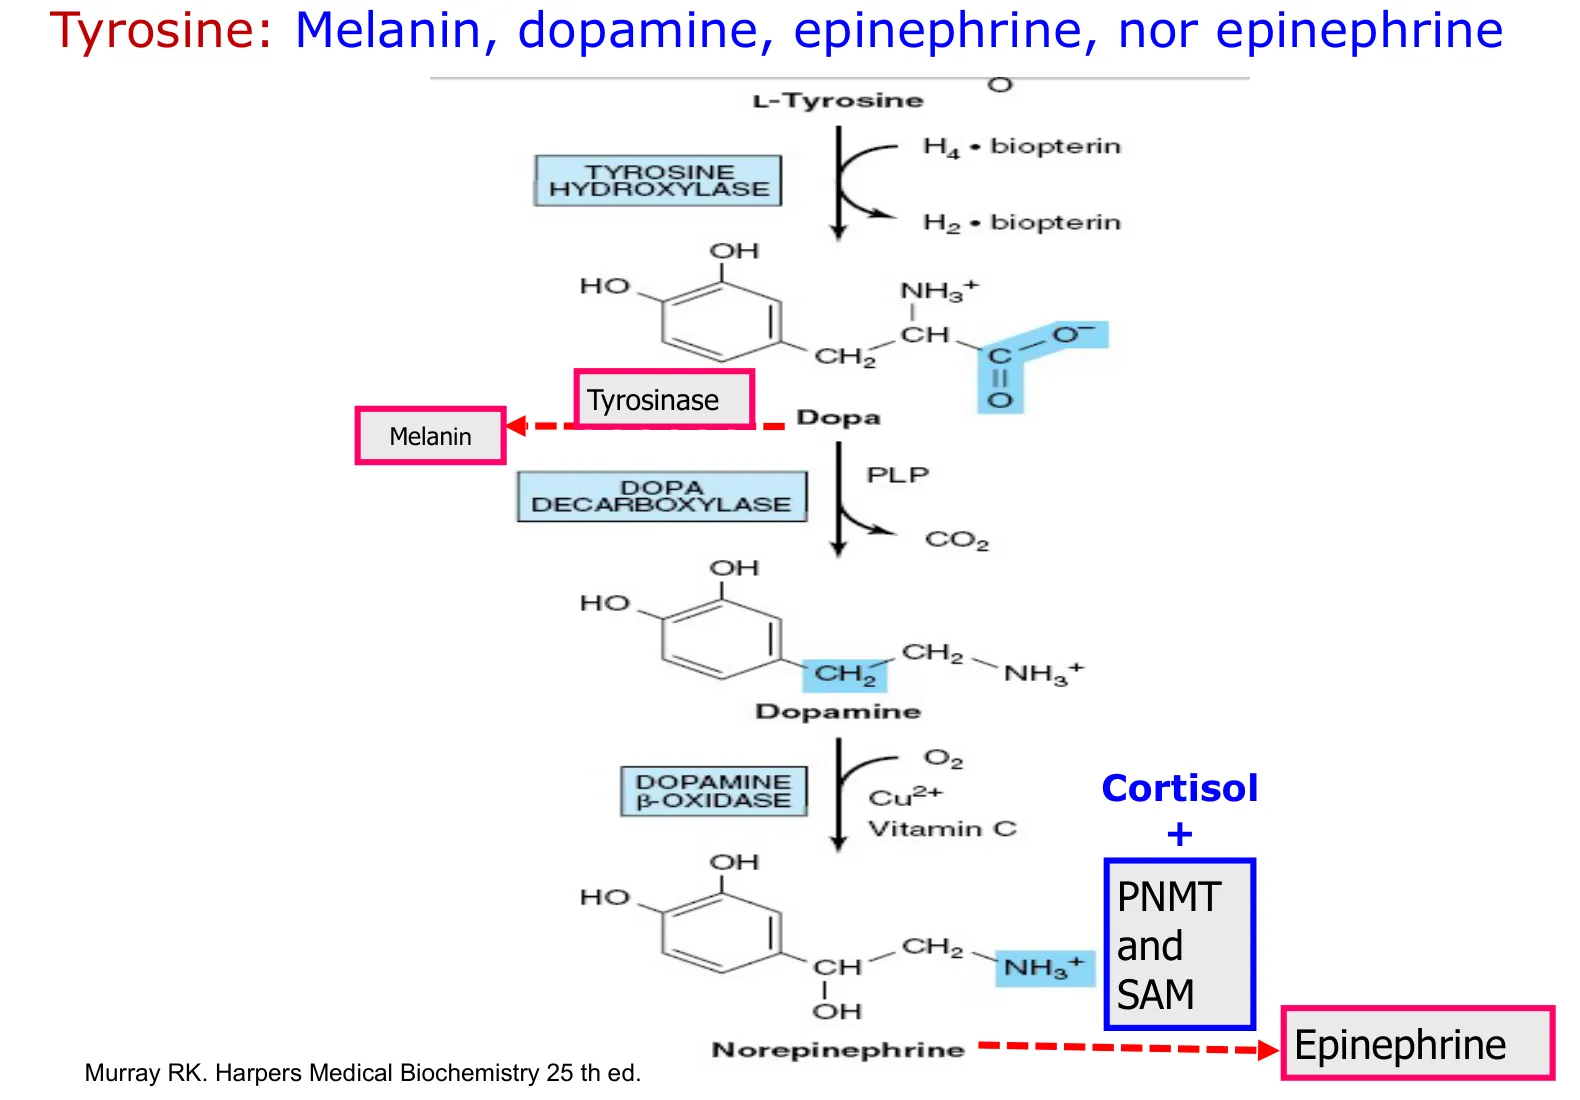 Tyrosine: Melanin, dopamine, epinephrine, nor epinephrine
O
L-Tyrosine
H4 • biopterin
TYROSINE
HYDROXYLASE
H2 • biopterin
OH
HO
NH3+
CH
O−
CH2
C
O
Tyrosinase
Dopa
Melanin
PLP
DOPA
DECARBOXYLASE
CO2
OH
HO
CH2
CH2
NH3+
Dopamine
O2
DOPAMINE
β-OXIDASE
Cu2+
Vitamin C
Cortisol
+
OH
HO
PNMT
and
SAM
CH2
CH
NH3+
OH
Norepinephrine
Epinephrine
Murray RK. Harpers Medical Biochemistry 25 th ed.